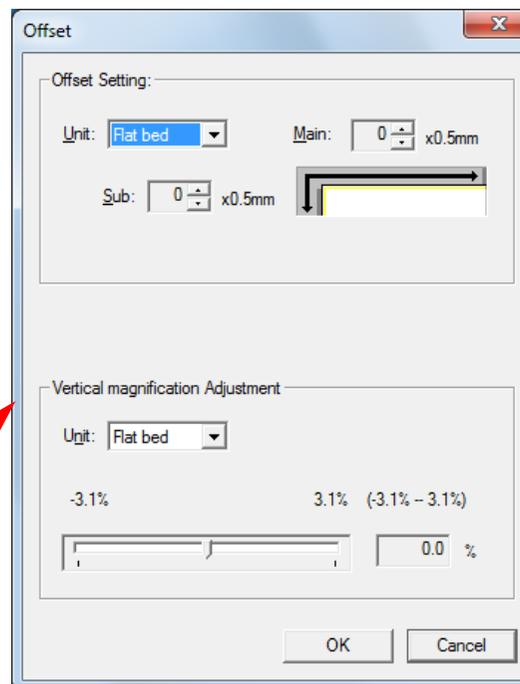 Offset
Offset Setting:
Unit: Flat bed
Main: 0 x0.5mm
Sub: 0 x0.5mm
Vertical magnification Adjustment
Unit: Flat bed
-3.1% 3.1% (-3.1% -- 3.1%)
0.0 %
OK Cancel